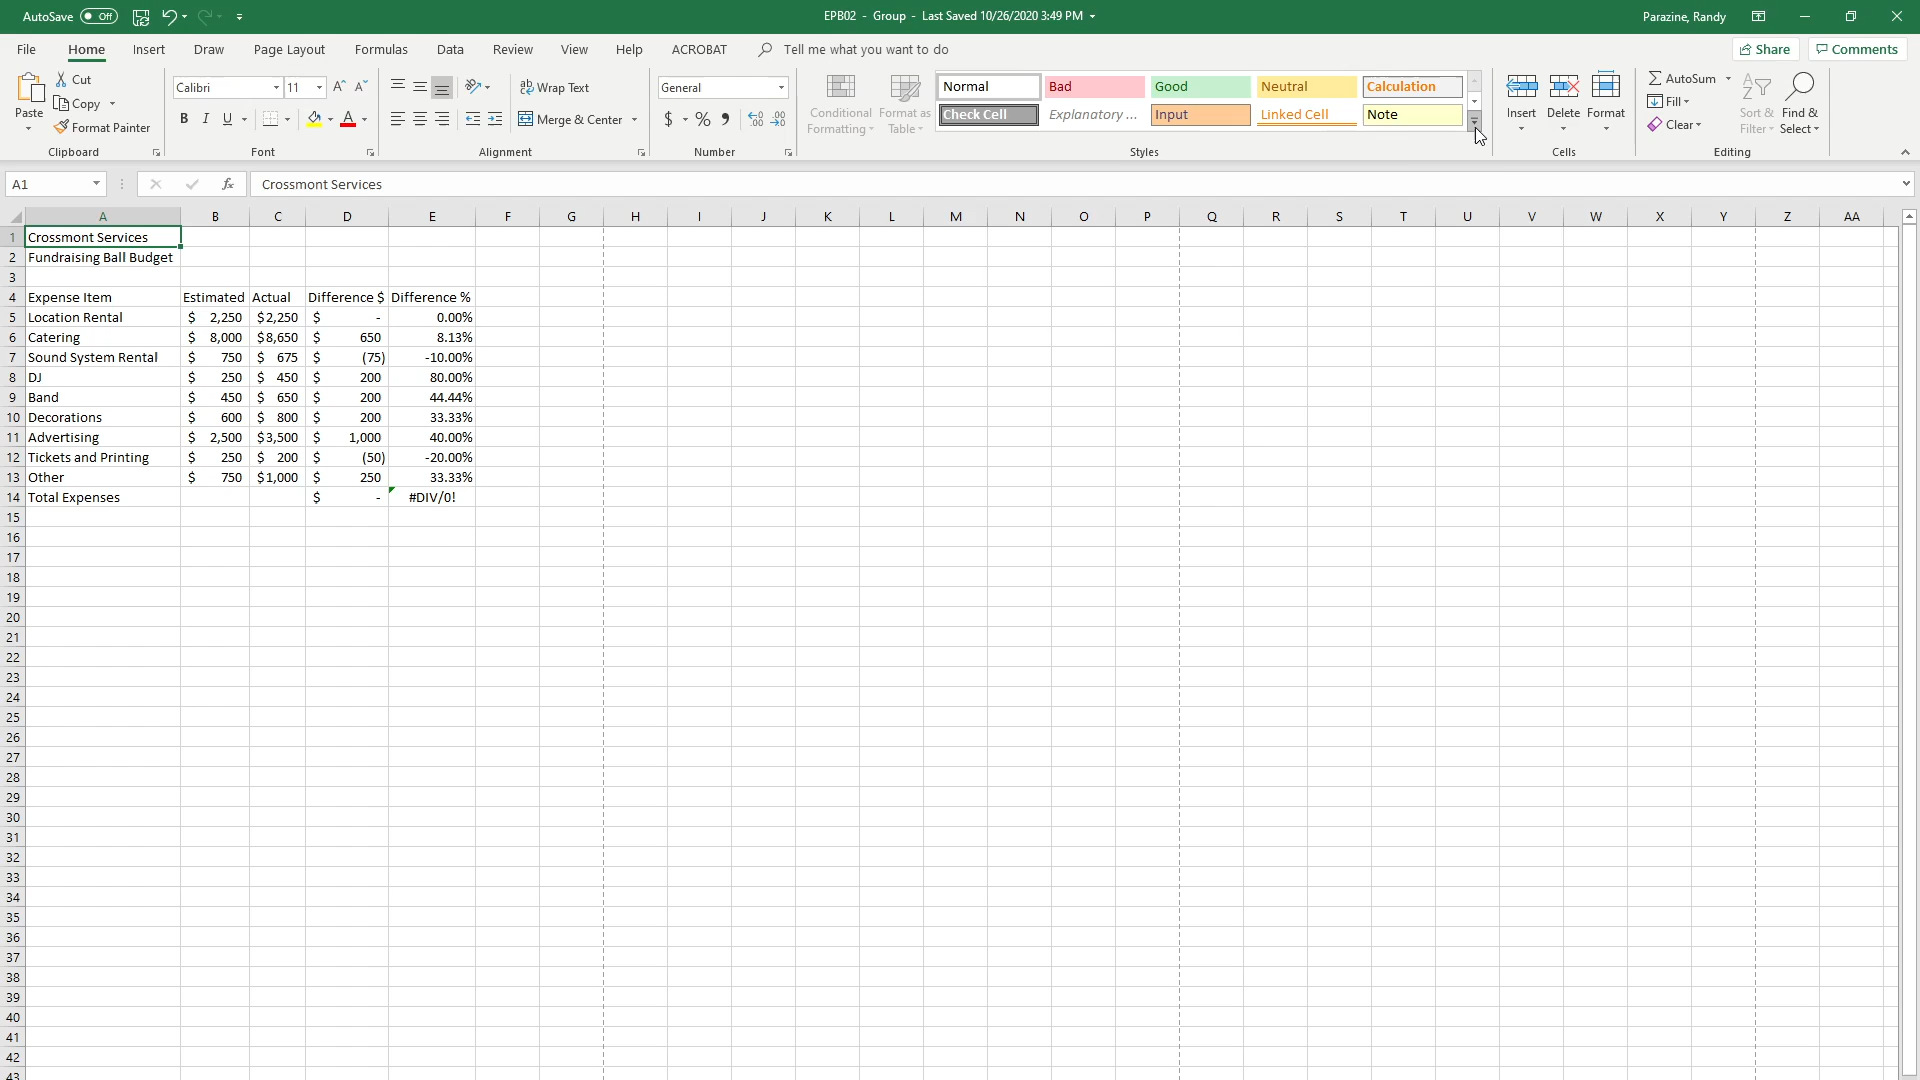 AutoSave Off EPB02 - Group - Last Saved 10/26/2020 3:49 PM Parazine, Randy
File Home Insert Draw Page Layout Formulas Data Review View Help ACROBAT Tell me what you want to do Share Comments
Paste Cut Copy Format Painter
Clipboard
Calibri 11 A A
B I U A
Font
ab Wrap Text
Merge & Center
Alignment
General
$ % 9
Number
Conditional Formatting Format as Table
Normal Bad Good Neutral Calculation
Check Cell Explanatory ... Input Linked Cell Note
Styles
Insert Delete Format
Cells
AutoSum Fill Clear
Sort & Filter Find & Select
Editing
A1 fx Crossmont Services
A B C D E F G H I J K L M N O P Q R S T U V W X Y Z AA
1 Crossmont Services
2 Fundraising Ball Budget
3
4 Expense Item Estimated Actual Difference $ Difference %
5 Location Rental $ 2,250 $2,250 $ - 0.00%
6 Catering $ 8,000 $8,650 $ 650 8.13%
7 Sound System Rental $ 750 $ 675 $ (75) -10.00%
8 DJ $ 250 $ 450 $ 200 80.00%
9 Band $ 450 $ 650 $ 200 44.44%
10 Decorations $ 600 $ 800 $ 200 33.33%
11 Advertising $ 2,500 $3,500 $ 1,000 40.00%
12 Tickets and Printing $ 250 $ 200 $ (50) -20.00%
13 Other $ 750 $1,000 $ 250 33.33%
14 Total Expenses $ - #DIV/0!
15
16
17
18
19
20
21
22
23
24
25
26
27
28
29
30
31
32
33
34
35
36
37
38
39
40
41
42
43